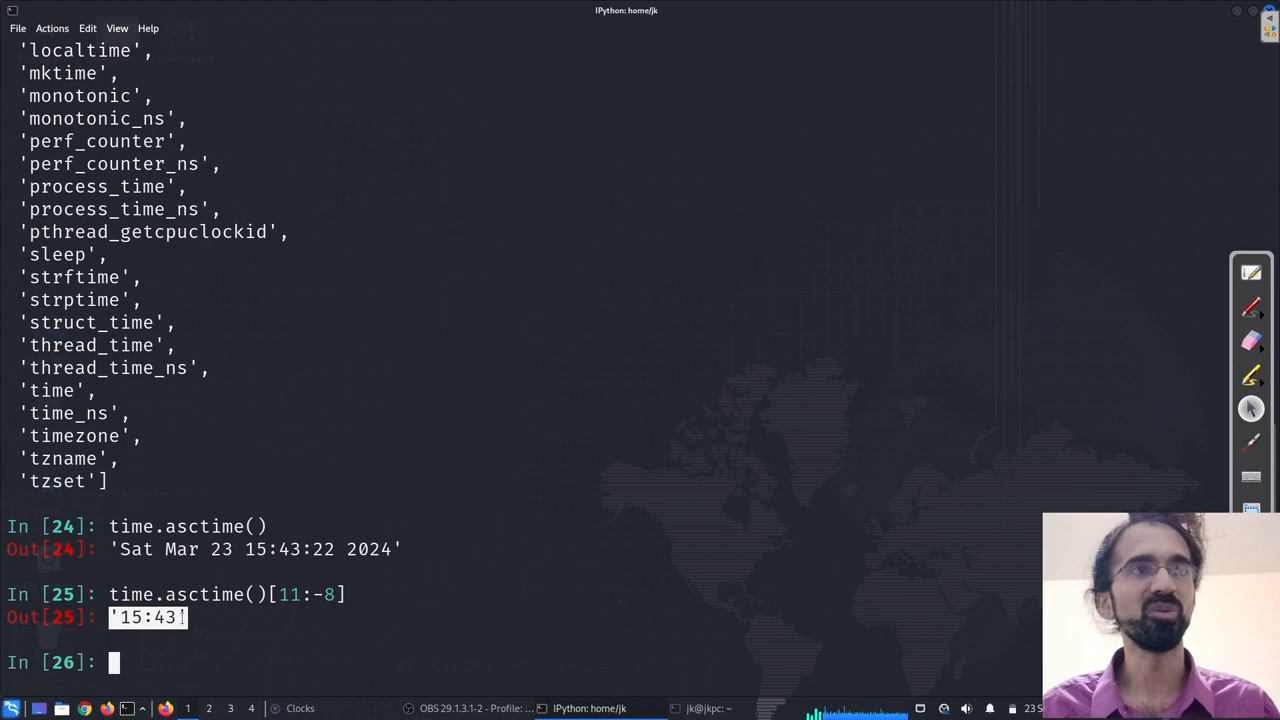 IPython: home/jk
File Actions Edit View Help
'localtime',
'mktime',
'monotonic',
'monotonic_ns',
'perf_counter',
'perf_counter_ns',
'process_time',
'process_time_ns',
'pthread_getcpuclockid',
'sleep',
'strftime',
'strptime',
'struct_time',
'thread_time',
'thread_time_ns',
'time',
'time_ns',
'timezone',
'tzname',
'tzset']
In [24]: time.asctime()
Out[24]: 'Sat Mar 23 15:43:22 2024'
In [25]: time.asctime()[11:-8]
Out[25]: '15:43'
In [26]:
1 2 3 4 Clocks OBS 29.1.3.1-2 - Profile: ... IPython: home/jk jk@jkpc: ~ 23 S